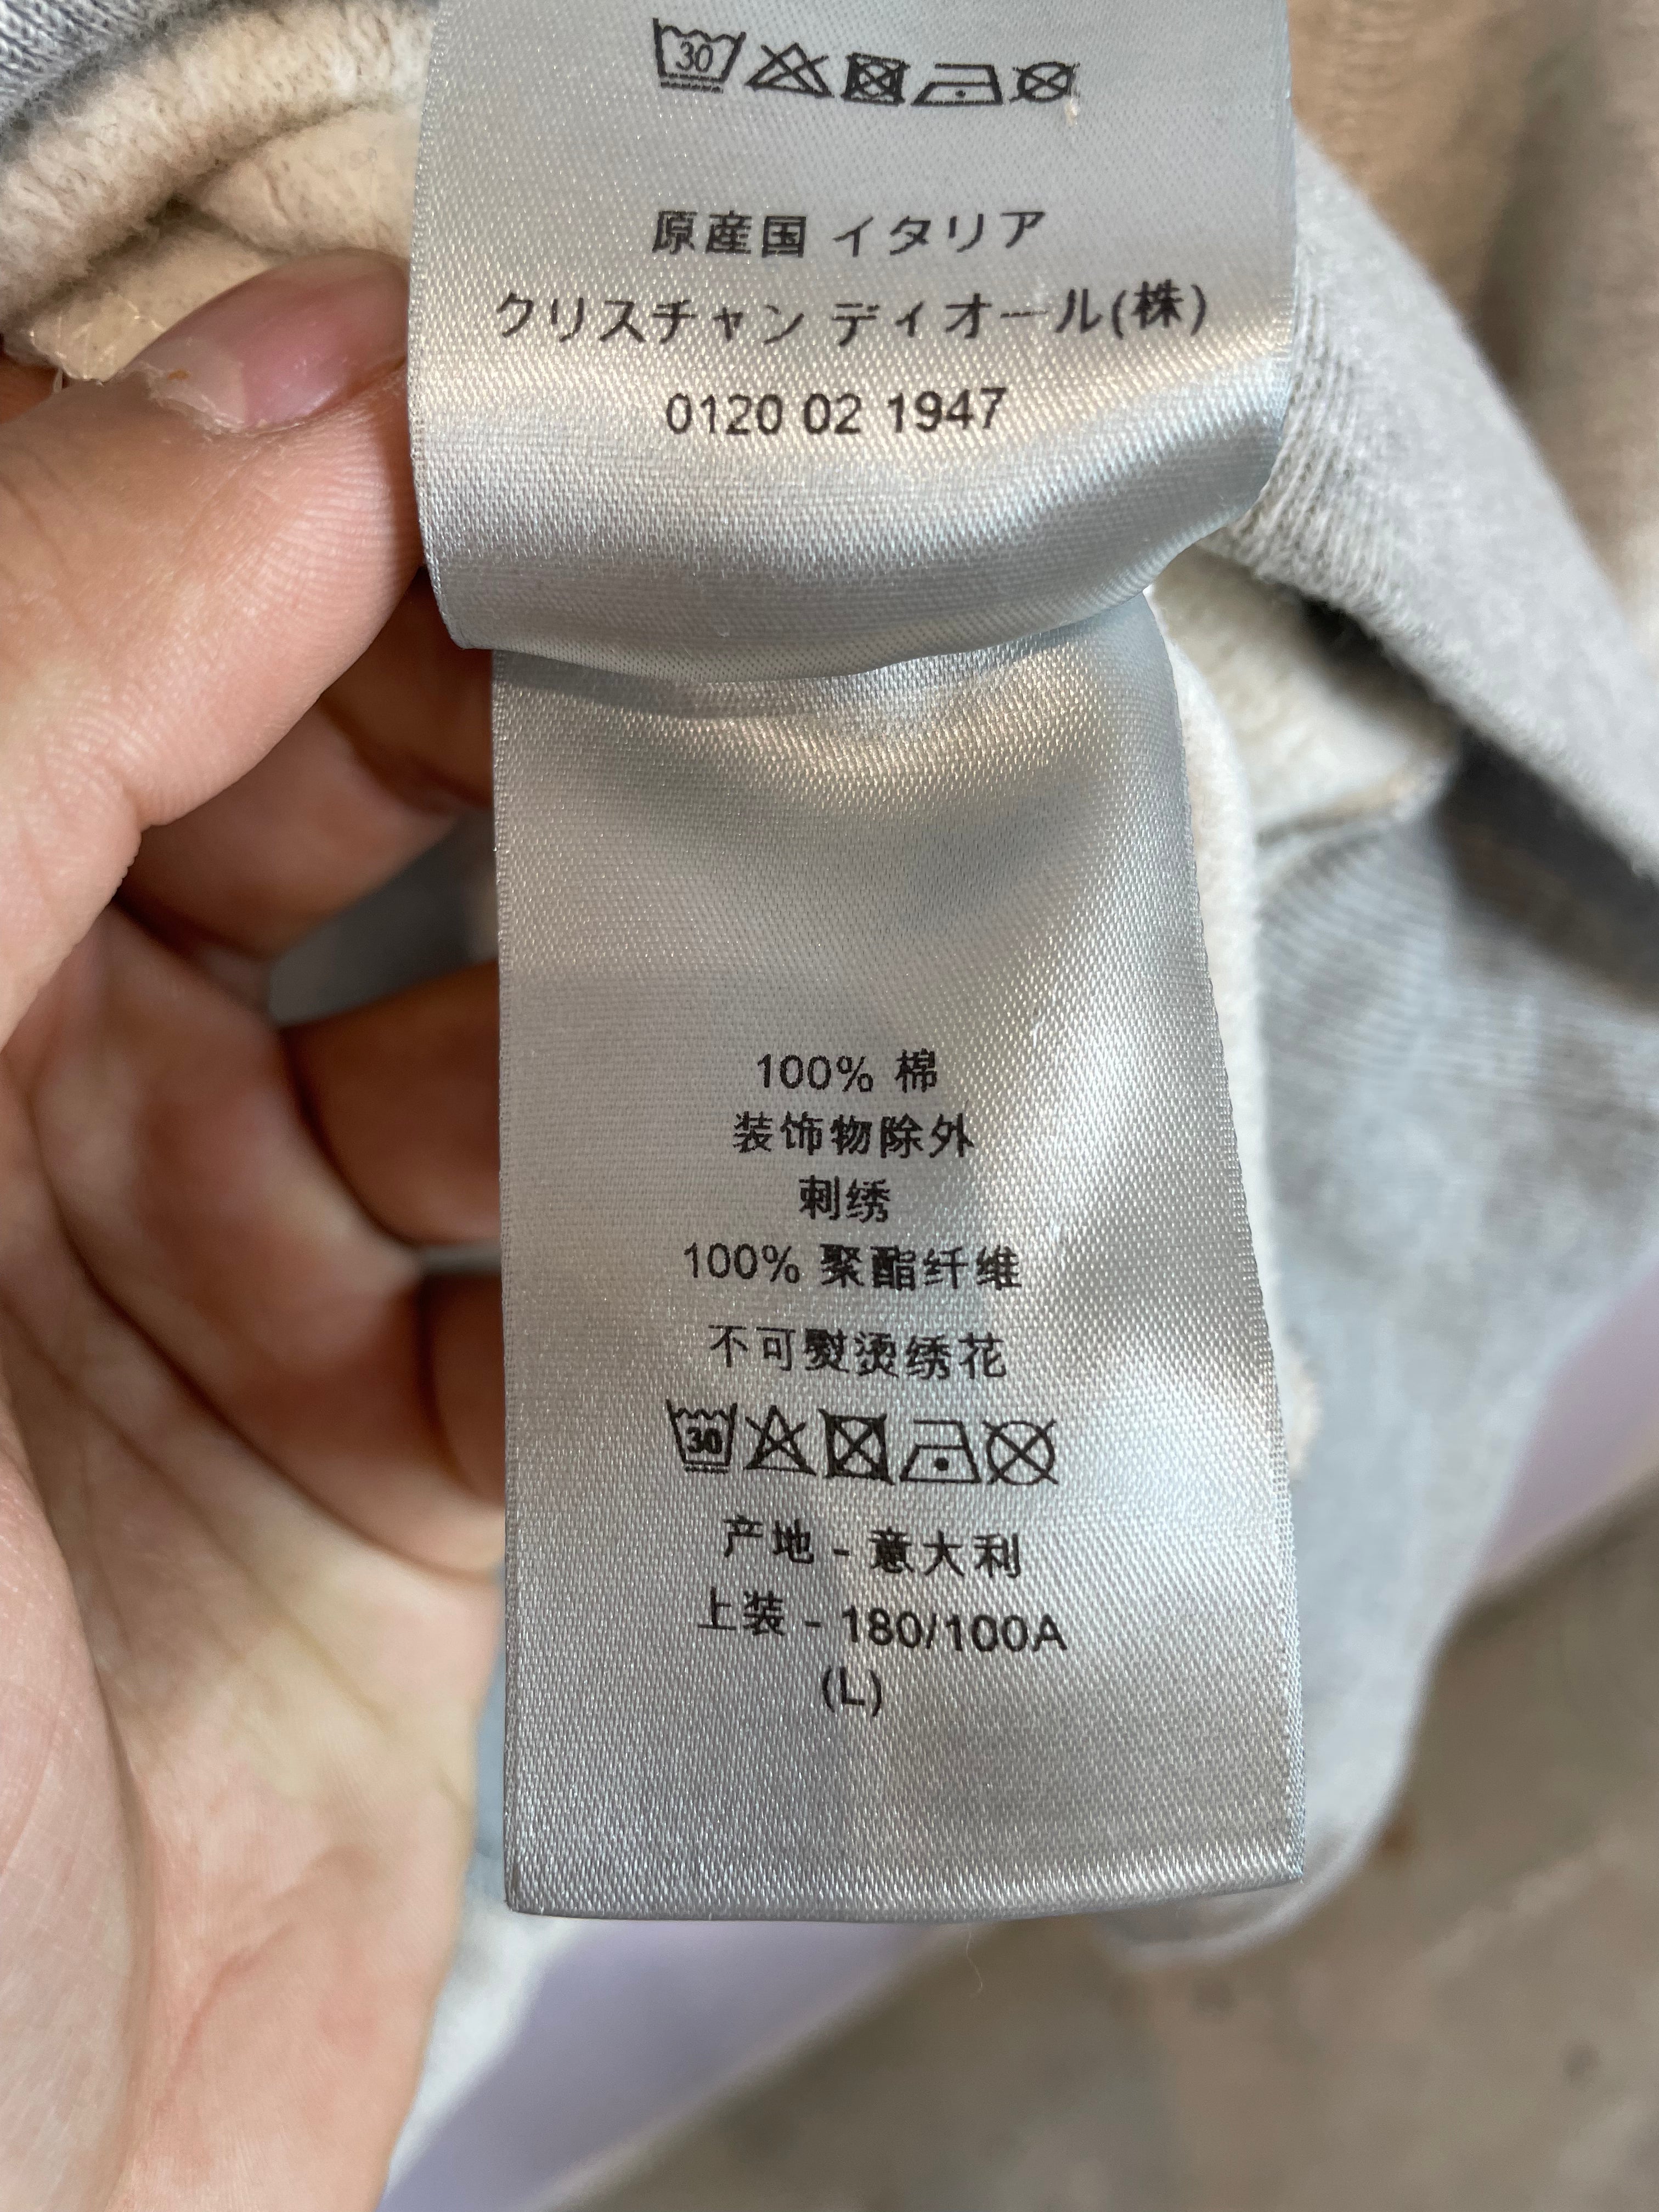 30
原産国 イタリア
クリスチャン ディオール(株)
0120 02 1947
100% 棉
装饰物除外
刺绣
100% 聚酯纤维
不可熨烫绣花
30
产地 - 意大利
上装 - 180/100A
(L)